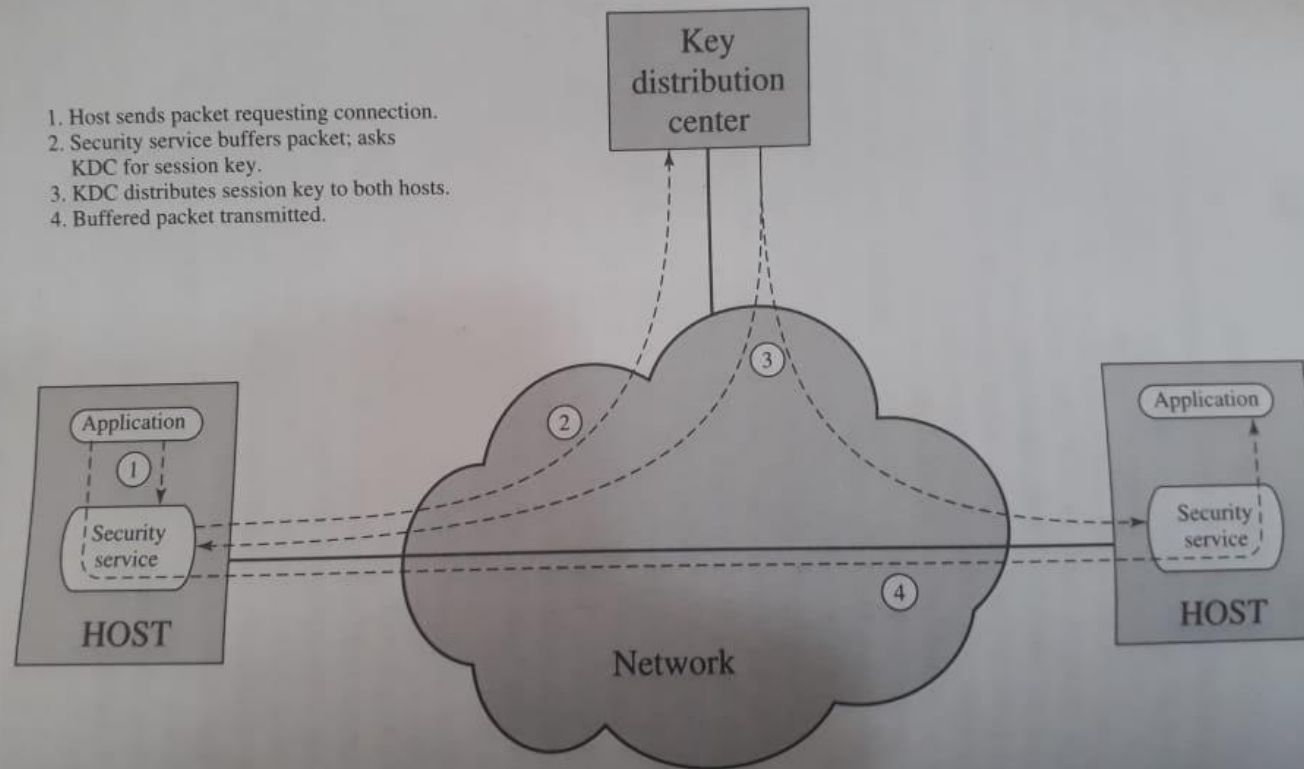 Key
distribution
center
1. Host sends packet requesting connection.
2. Security service buffers packet; asks
KDC for session key.
3. KDC distributes session key to both hosts.
4. Buffered packet transmitted.
3
2
Application
1
Security
service
HOST
Application
Security
service
HOST
4
Network